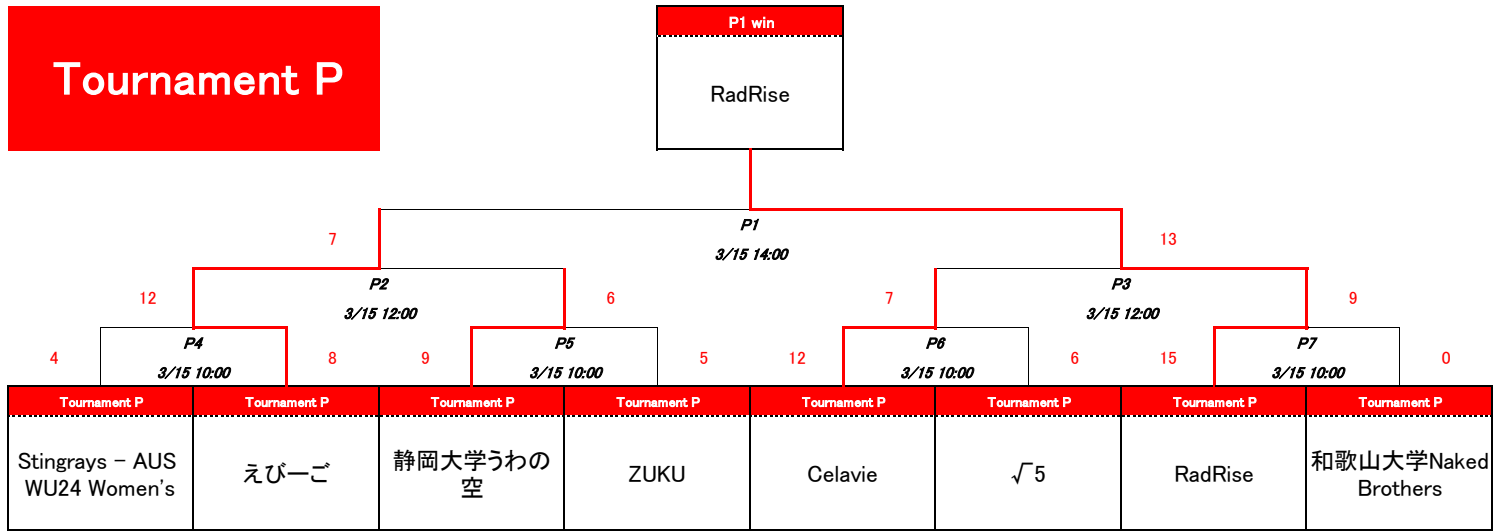 P1 win
Tournament P
RadRise
P1
7
13
3/15 14:00
P2
P3
12
6
7
9
3/15 12:00
3/15 12:00
P4
P5
P6
P7
4
8
9
5
12
6
15
0
3/15 10:00
3/15 10:00
3/15 10:00
3/15 10:00
Tournament P
Tournament P
Tournament P
Tournament P
Tournament P
Tournament P
Tournament P
Tournament P
Stingrays - AUS
WU24 Women's
えびーご
静岡大学うわの
空
ZUKU
Celavie
√5
RadRise
和歌山大学Naked
Brothers